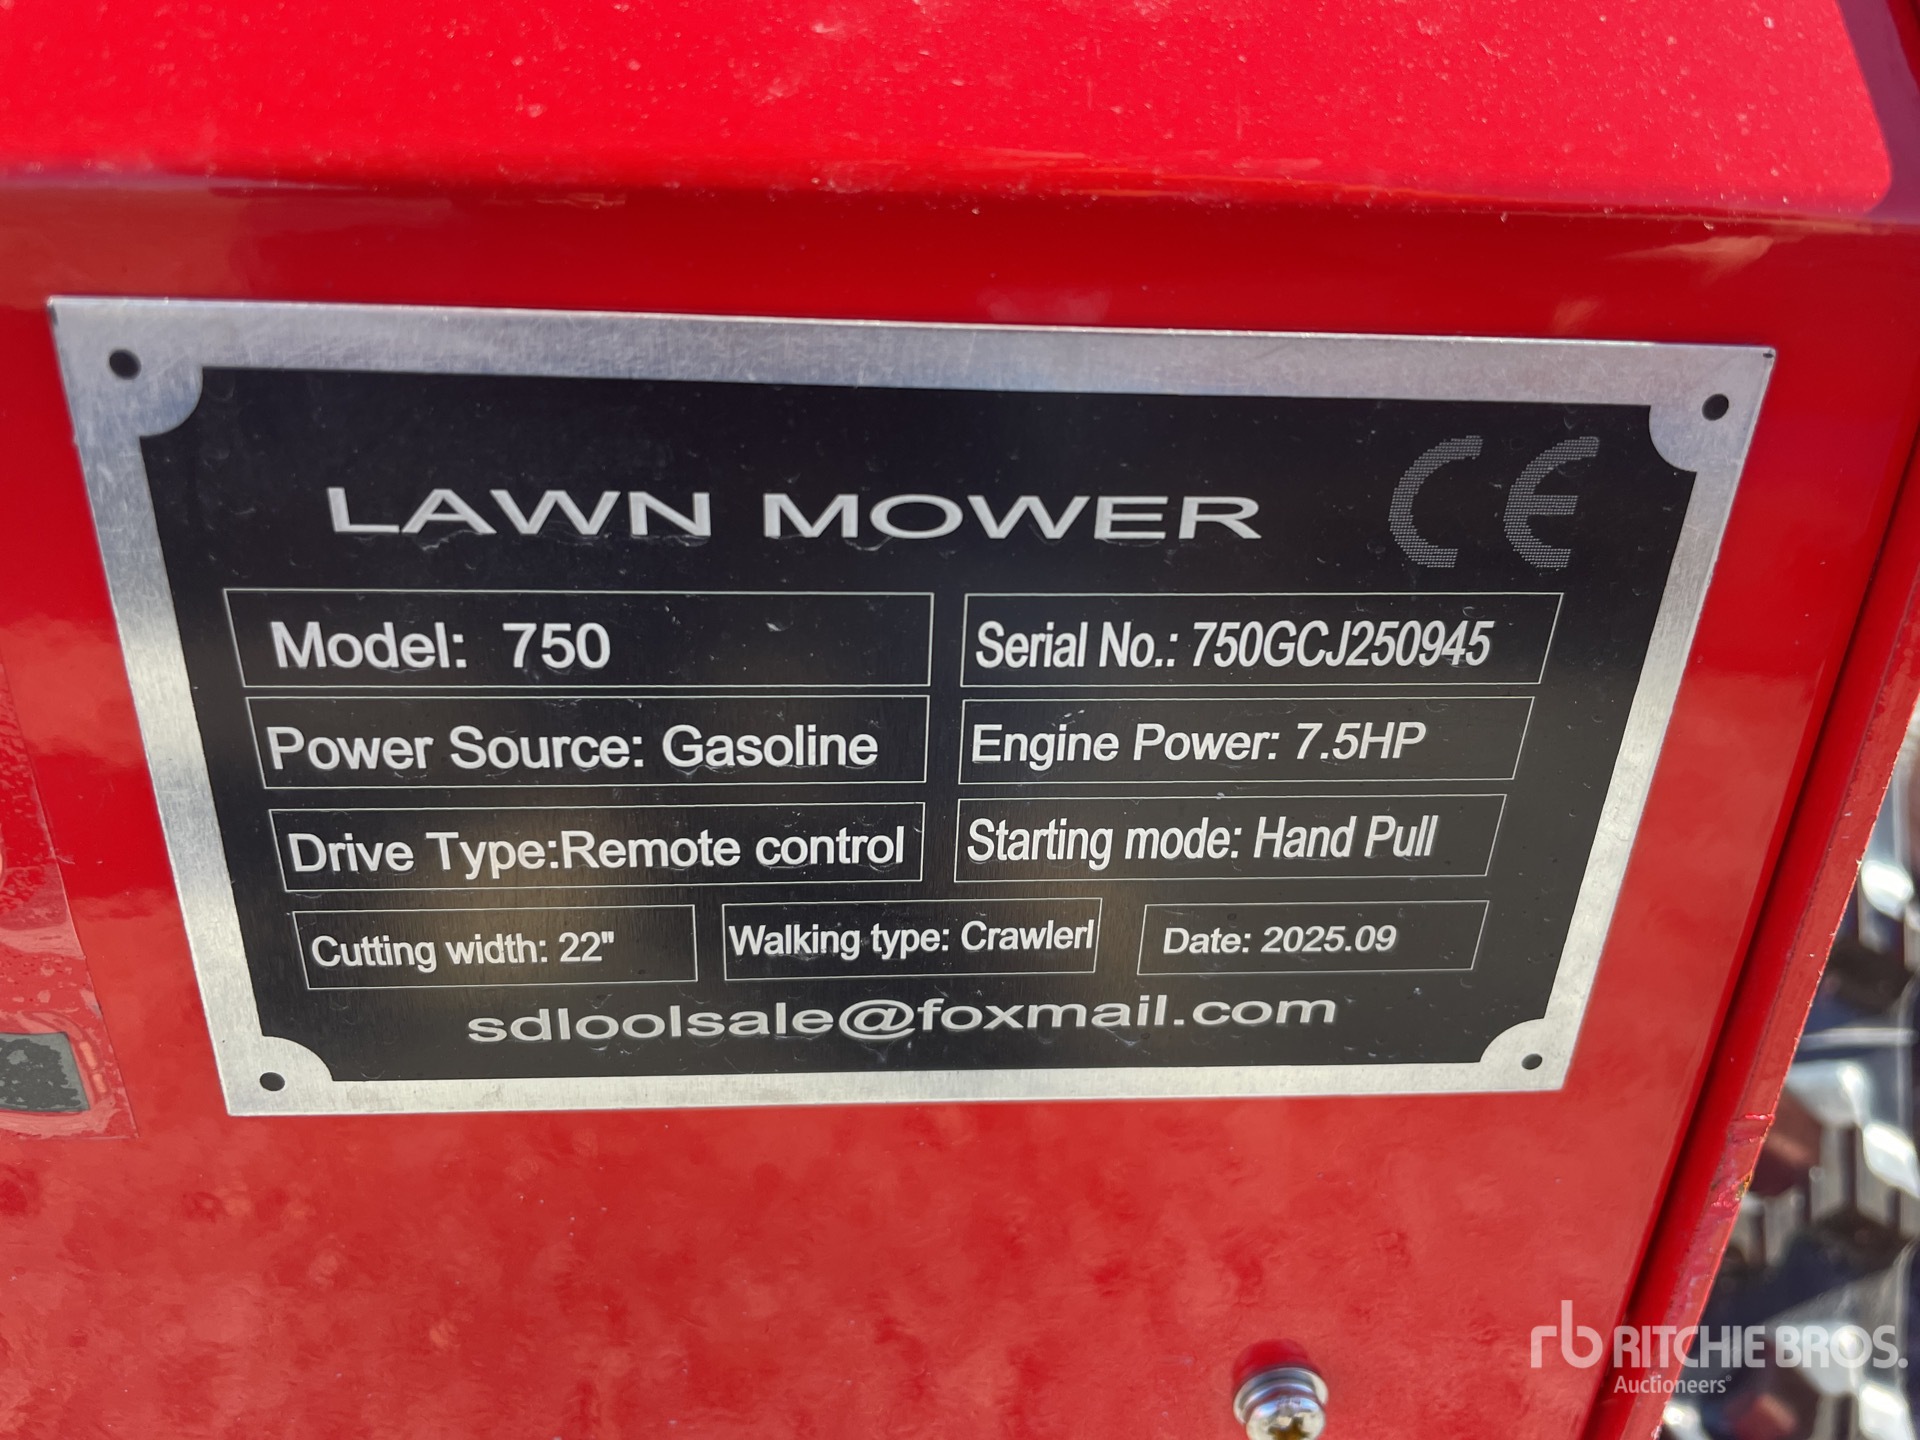 LAWN MOWER CE
Model: 750 Serial No.: 750GCJ250945
Power Source: Gasoline Engine Power: 7.5HP
Drive Type:Remote control Starting mode: Hand Pull
Cutting width: 22" Walking type: Crawlerl Date: 2025.09
sdloolsale@foxmail.com
rb RITCHIE BROS.
Auctioneers